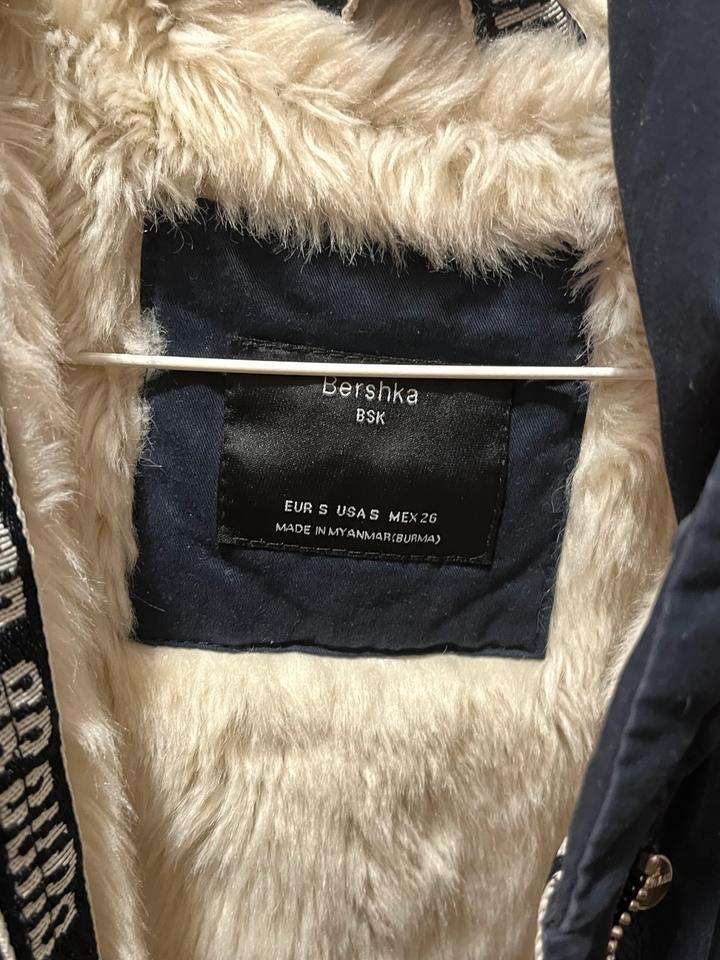 Bershka
BSK
EUR S USA S MEX 26
MADE IN MYANMAR(BURMA)